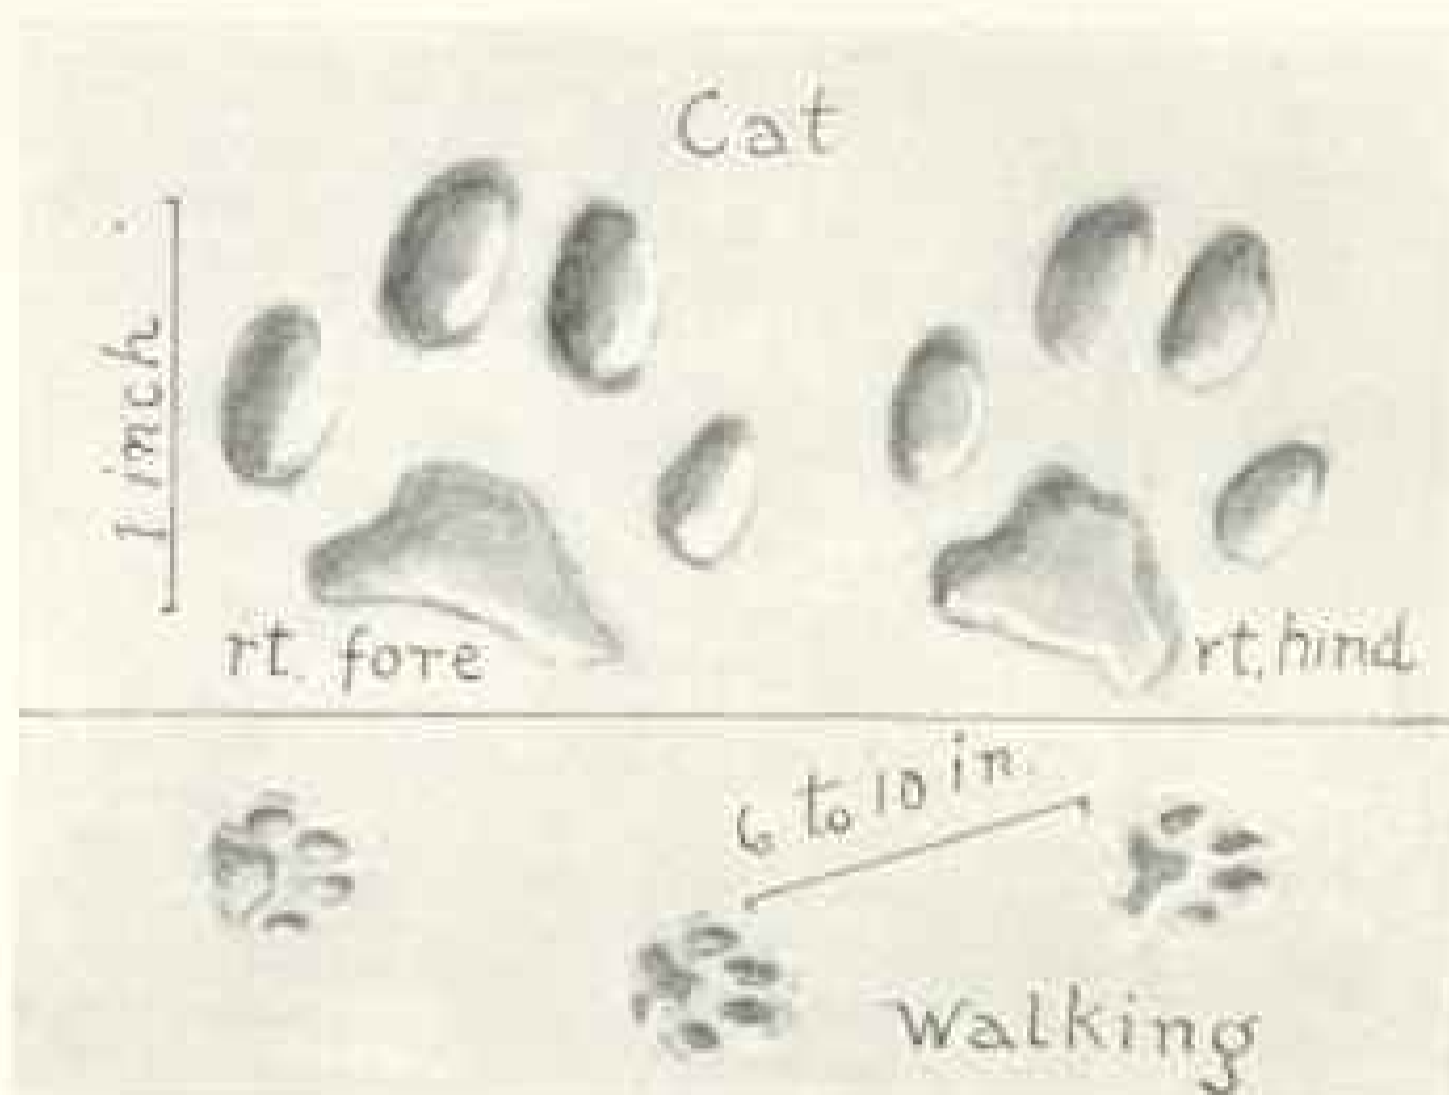 Cat
1 inch
rt. fore
rt. hind
6 to 10 in.
Walking